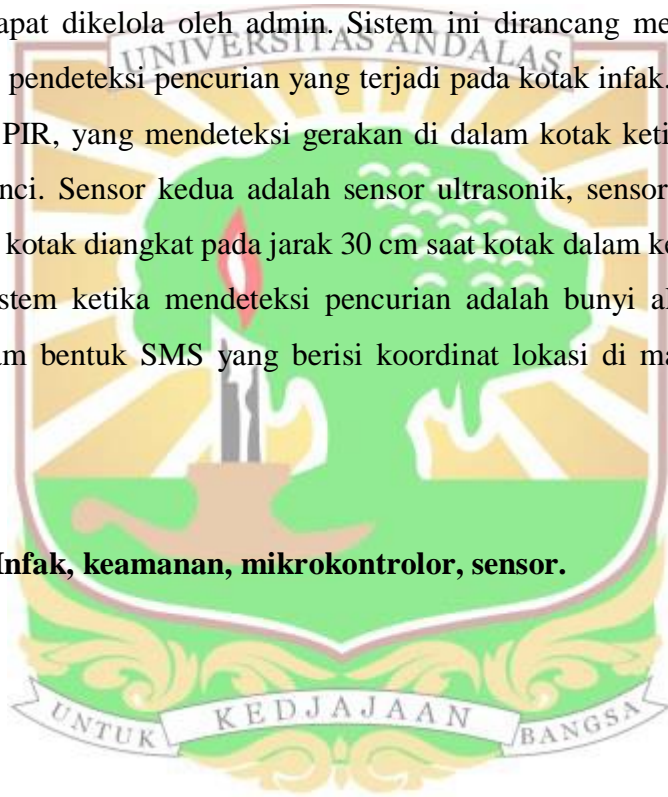 apat dikelola oleh admin. Sistem ini dirancang me
UNIVERSITAS ANDALAS
pendeteksi pencurian yang terjadi pada kotak infak.
PIR, yang mendeteksi gerakan di dalam kotak keti
nci. Sensor kedua adalah sensor ultrasonik, sensor
kotak diangkat pada jarak 30 cm saat kotak dalam ke
istem ketika mendeteksi pencurian adalah bunyi al
am bentuk SMS yang berisi koordinat lokasi di ma
Infak, keamanan, mikrokontrolor, sensor.
UNTUK KEDJAJAAN BANGSA